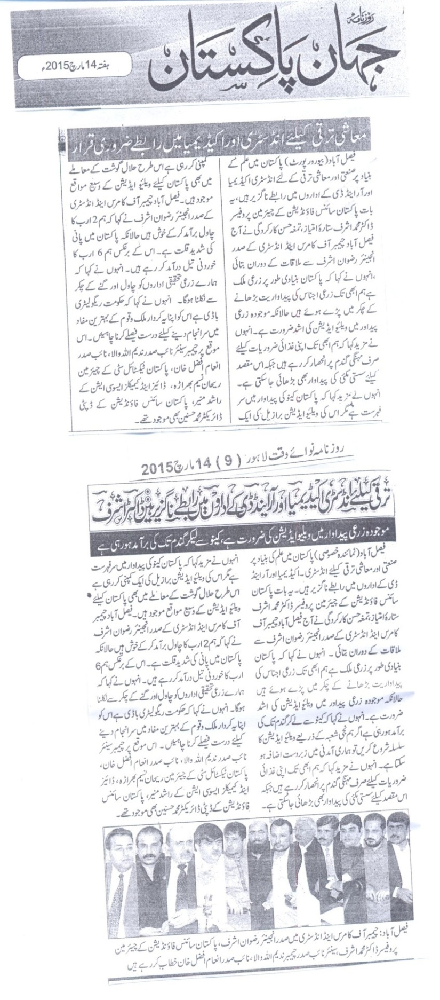 روزنامہ
جہان پاکستان
ہفتہ 14 مارچ 2015ء
معاشی ترقی کیلئے انڈسٹری اور اکیڈیمیا میں رابطے ضروری قرار
فیصل آباد (بیورو رپورٹ) پاکستان میں علم کے
بنیاد پر صنعتی اور معاشی ترقی کے لئے انڈسٹری اکیڈیمیا
اور آر اینڈ ڈی کے اداروں میں رابطے ناگزیر ہیں، یہ
بات پاکستان سائنس فاؤنڈیشن کے چیئرمین پروفیسر
ڈاکٹر محمد اشرف ستارۂ امتیاز، تمغہ حسن کارکردگی نے آج
فیصل آباد چیمبر آف کامرس اینڈ انڈسٹری کے صدر
انجینئر رضوان اشرف سے ملاقات کے دوران بتائی
،انہوں نے کہا کہ پاکستان بنیادی طور پر زرعی ملک
ہے ہم ابھی تک زرعی اجناس کی پیداواریت بڑھانے
کے چکر میں پڑے ہوئے ہیں حالانکہ موجودہ زرعی
پیداور میں ویلیو ایڈیشن کی اشد ضرورت ہے۔ انہوں
نے مزید کہا کہ ہم ابھی تک اپنی غذائی ضروریات کیلئے
صرف مہنگی گندم پر انحصار کر رہے ہیں جبکہ اس مقصد
کیلئے سستی مکئی کی پیداوار بھی بڑھائی جا سکتی ہے۔
انہوں نے مزید کہا کہ پاکستان کینو کی پیداوار میں سر
فہرست ہے مگر اس کی ویلیو ایڈیشن برازیل کی ایک
کمپنی کر رہی ہے اس طرح حلال گوشت کے معاملے
میں بھی پاکستان کیلئے ویلیو ایڈیشن کے وسیع مواقع
موجود ہیں۔ فیصل آباد چیمبر آف کامرس اینڈ انڈسٹری
کے صدر انجینئر رضوان اشرف نے کہا کہ ہم 2 ارب کا
چاول برآمد کر کے خوش ہیں حالانکہ پاکستان میں پانی
کی شدید قلت ہے۔ اس کے برعکس ہم 6 ارب کا
خوردنی تیل درآمد کر رہے ہیں۔ انہوں نے کہا کہ
ہمارے زرعی تحقیقی اداروں کو چاول اور گنے کے چکر
سے نکلنا ہوگا۔ انہوں نے کہا کہ حکومت ریگولیٹری
باڈی ہے اس کو اپنا یہ کردار ملک و قوم کے بہترین مفاد
میں سرانجام دینے کیلئے درست فیصلے کرنا چاہئیں۔ اس
موقع پر چیمبر سینئر نائب صدر ندیم اللہ والا، نائب صدر
انعام افضل خان، پاکستان ٹیکسٹائل سٹی کے چیئرمین
ریحان نسیم بھراڑہ، ڈائیز اینڈ کیمیکلز ایسوسی ایشن کے
راشد منیر، پاکستان سائنس فاؤنڈیشن کے ڈپٹی
ڈائریکٹر محمد حسنین بھی موجود تھے۔
روزنامہ نوائے وقت لاہور (9) 14 مارچ 2015
ترقی کیلئے انڈسٹری اکیڈیمیا اور آر اینڈ ڈی کے اداروں میں رابطے ناگزیر ہیں: ڈاکٹر اشرف
موجودہ زرعی پیداوار میں ویلیو ایڈیشن کی ضرورت ہے، کینو سے لیکر گندم تک کی برآمد ہو رہی ہے
فیصل آباد (نمائندہ خصوصی) پاکستان میں علم کی بنیاد پر
صنعتی اور معاشی ترقی کیلئے انڈسٹری۔ اکیڈیمیا اور آر اینڈ
ڈی کے اداروں میں رابطے ناگزیر ہیں۔ یہ بات پاکستان
سائنس فاؤنڈیشن کے چیئرمین پروفیسر ڈاکٹر محمد اشرف
ستارۂ امتیاز، تمغہ حسن کارکردگی نے آج فیصل آباد چیمبر آف
کامرس اینڈ انڈسٹری کے صدر انجینئر رضوان اشرف سے
ملاقات کے دوران بتائی ۔ انہوں نے کہا کہ پاکستان
بنیادی طور پر زرعی ملک ہے ہم ابھی تک زرعی اجناس کی
پیداواریت بڑھانے کے چکر میں پڑے ہوئے ہیں
حالانکہ موجودہ زرعی پیداور میں ویلیو ایڈیشن کی اشد
ضرورت ہے۔ انہوں نے کہا کہ کینو سے لے کر گندم تک کی
برآمد ہو رہی ہے اگر ہم نجی شعبہ کے ذریعے ویلیو ایڈیشن کا
سلسلہ شروع کریں تو ہماری آمدنی میں زبردست اضافہ ہو
سکتا ہے۔ انہوں نے مزید کہا کہ ہم ابھی تک اپنی غذائی
ضروریات کیلئے صرف مہنگی گندم پر انحصار کر رہے ہیں جبکہ
اس مقصد کیلئے سستی مکئی کی پیداوار بھی بڑھائی جا سکتی ہے۔
انہوں نے مزید کہا کہ پاکستان کینو کی پیداوار میں سر فہرست
ہے مگر اس کی ویلیو ایڈیشن برازیل کی ایک کمپنی کر رہی ہے
اس طرح حلال گوشت کے معاملے میں بھی پاکستان کیلئے
ویلیو ایڈیشن کے وسیع مواقع موجود ہیں۔ فیصل آباد چیمبر
آف کامرس اینڈ انڈسٹری کے صدر انجینئر رضوان اشرف
نے کہا کہ ہم 2 ارب کا چاول برآمد کر کے خوش ہیں حالانکہ
پاکستان میں پانی کی شدید قلت ہے۔ اس کے برعکس ہم 6
ارب کا خوردنی تیل درآمد کر رہے ہیں۔ انہوں نے کہا کہ
ہمارے زرعی تحقیقی اداروں کو چاول اور گنے کے چکر سے نکلنا
ہوگا۔ انہوں نے کہا کہ حکومت ریگولیٹری باڈی ہے اس کو
اپنا یہ کردار ملک و قوم کے بہترین مفاد میں سرانجام دینے
کیلئے درست فیصلے کرنا چاہئیں۔ اس موقع پر چیمبر سینئر
نائب صدر ندیم اللہ والا، نائب صدر انعام افضل خان،
پاکستان ٹیکسٹائل سٹی کے چیئرمین ریحان نسیم بھراڑہ، ڈائیز
اینڈ کیمیکلز ایسوسی ایشن کے راشد منیر، پاکستان سائنس
فاؤنڈیشن کے ڈپٹی ڈائریکٹر محمد حسنین بھی موجود تھے۔
فیصل آباد: چیمبر آف کامرس اینڈ انڈسٹری میں صدر انجینئر رضوان اشرف، پاکستان سائنس فاؤنڈیشن کے چیئرمین
پروفیسر ڈاکٹر محمد اشرف، سینئر نائب صدر چیمبر ندیم اللہ والا، نائب صدر انعام افضل خان خطاب کر رہے ہیں